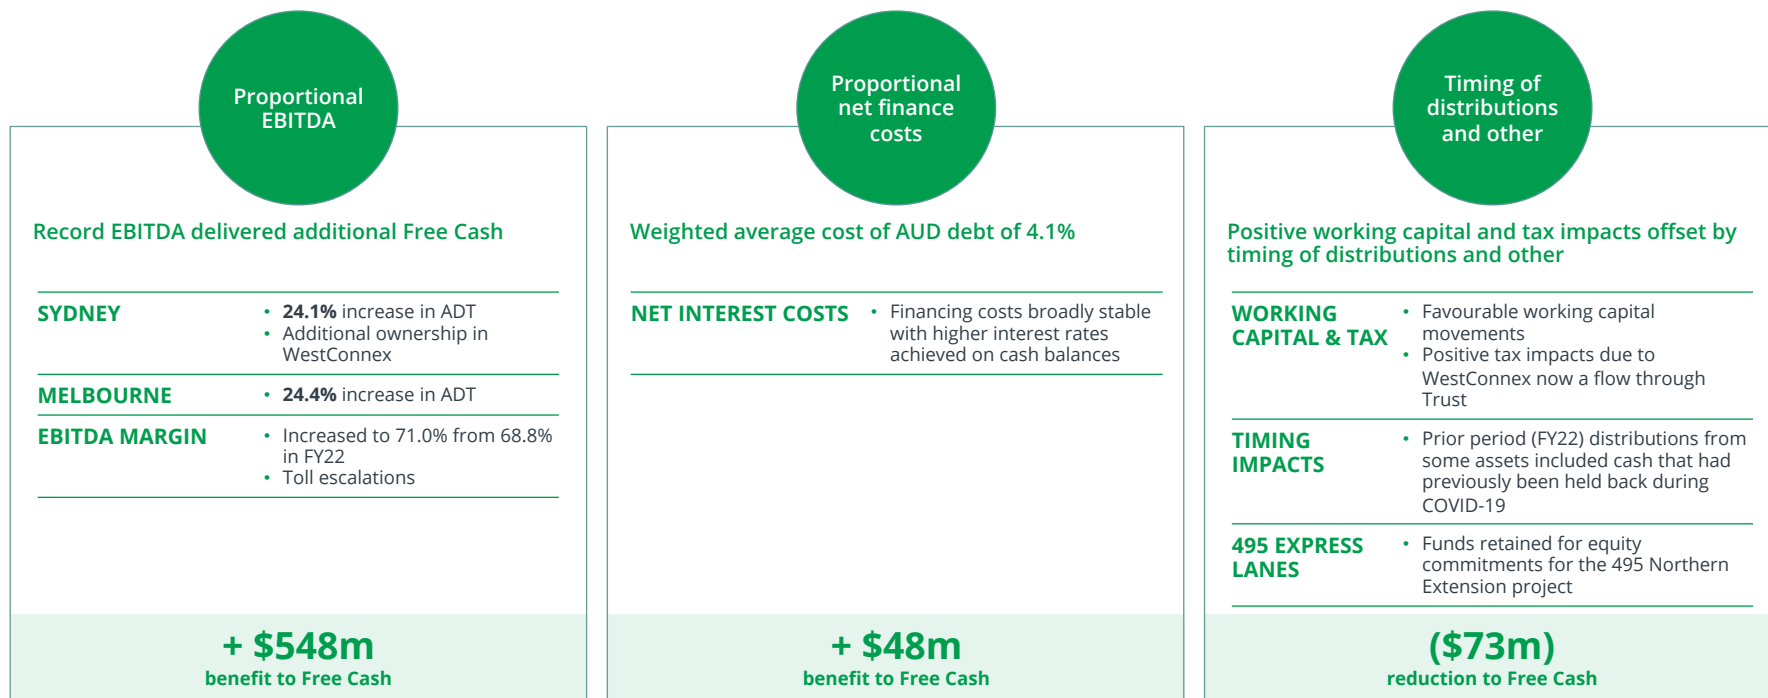 Proportional
EBITDA
Record EBITDA delivered additional Free Cash
SYDNEY
• 24.1% increase in ADT
• Additional ownership in
WestConnex
MELBOURNE
• 24.4% increase in ADT
EBITDA MARGIN
• Increased to 71.0% from 68.8%
in FY22
• Toll escalations
+ $548m
benefit to Free Cash
Proportional
net finance
costs
Weighted average cost of AUD debt of 4.1%
NET INTEREST COSTS
• Financing costs broadly stable
with higher interest rates
achieved on cash balances
+ $48m
benefit to Free Cash
Timing of
distributions
and other
Positive working capital and tax impacts offset by
timing of distributions and other
WORKING
CAPITAL & TAX
• Favourable working capital
movements
• Positive tax impacts due to
WestConnex now a flow through
Trust
TIMING
IMPACTS
• Prior period (FY22) distributions from
some assets included cash that had
previously been held back during
COVID-19
495 EXPRESS
LANES
• Funds retained for equity
commitments for the 495 Northern
Extension project
($73m)
reduction to Free Cash